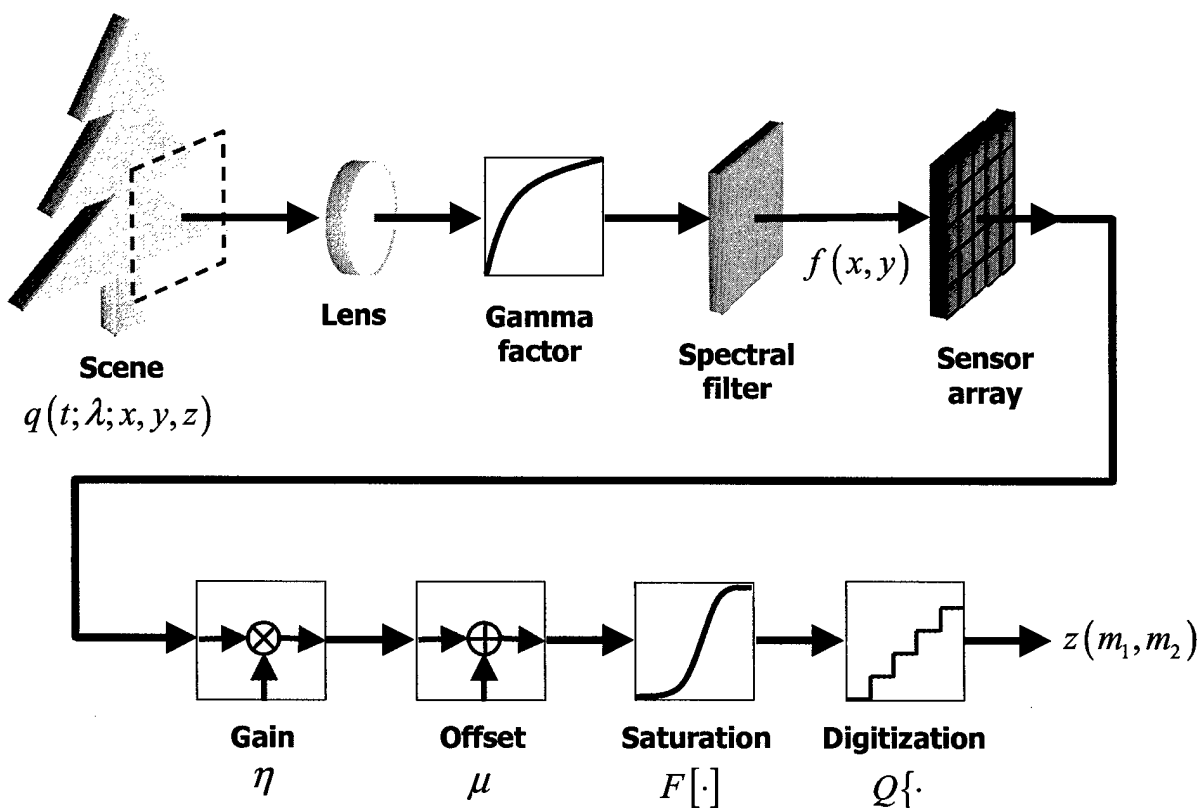 Scene
q(t;λ;x,y,z)
Lens
Gamma
factor
Spectral
filter
f(x,y)
Sensor
array
Gain
η
Offset
μ
Saturation
F[·]
Digitization
Q{·
z(m₁,m₂)